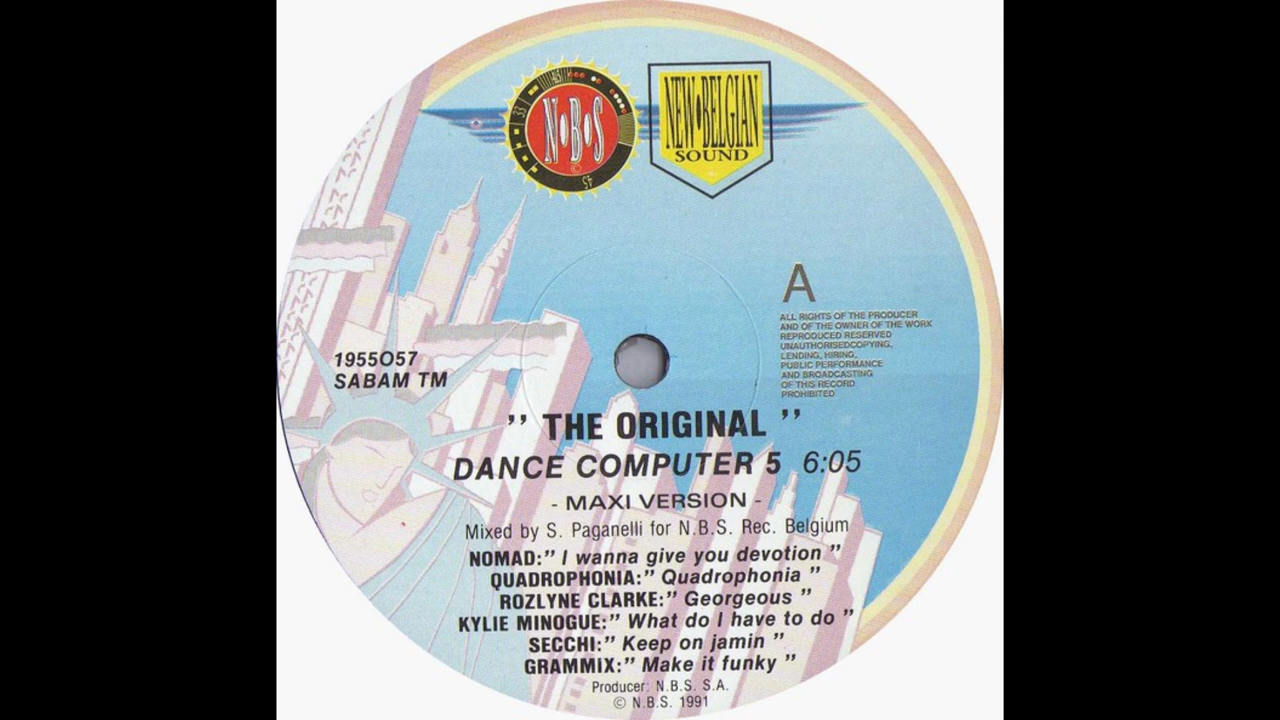 33
45
N•B•S
©
NEW•BELGIAN
SOUND
A
ALL RIGHTS OF THE PRODUCER
AND OF THE OWNER OF THE WORK
REPRODUCED RESERVED
UNAUTHORISEDCOPYING,
LENDING, HIRING,
PUBLIC PERFORMANCE
AND BROADCASTING
OF THIS RECORD
PROHIBITED
1955O57
SABAM TM
” THE ORIGINAL ”
DANCE COMPUTER 5 6:05
- MAXI VERSION -
Mixed by S. Paganelli for N.B.S. Rec. Belgium
NOMAD:” I wanna give you devotion ”
QUADROPHONIA:” Quadrophonia ”
ROZLYNE CLARKE:” Georgeous ”
KYLIE MINOGUE:” What do I have to do ”
SECCHI:” Keep on jamin ”
GRAMMIX:” Make it funky ”
Producer: N.B.S. S.A.
© N.B.S. 1991